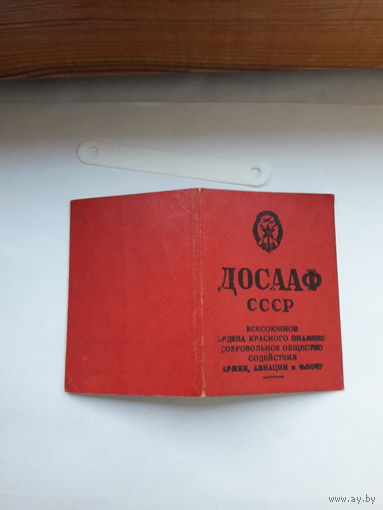 ДОСААФ
СССР
ВСЕСОЮЗНОЕ
ОРДЕНА КРАСНОГО ЗНАМЕНИ
ДОБРОВОЛЬНОЕ ОБЩЕСТВО
СОДЕЙСТВИЯ
АРМИИ, АВИАЦИИ и ФЛОТУ
www.ay.by